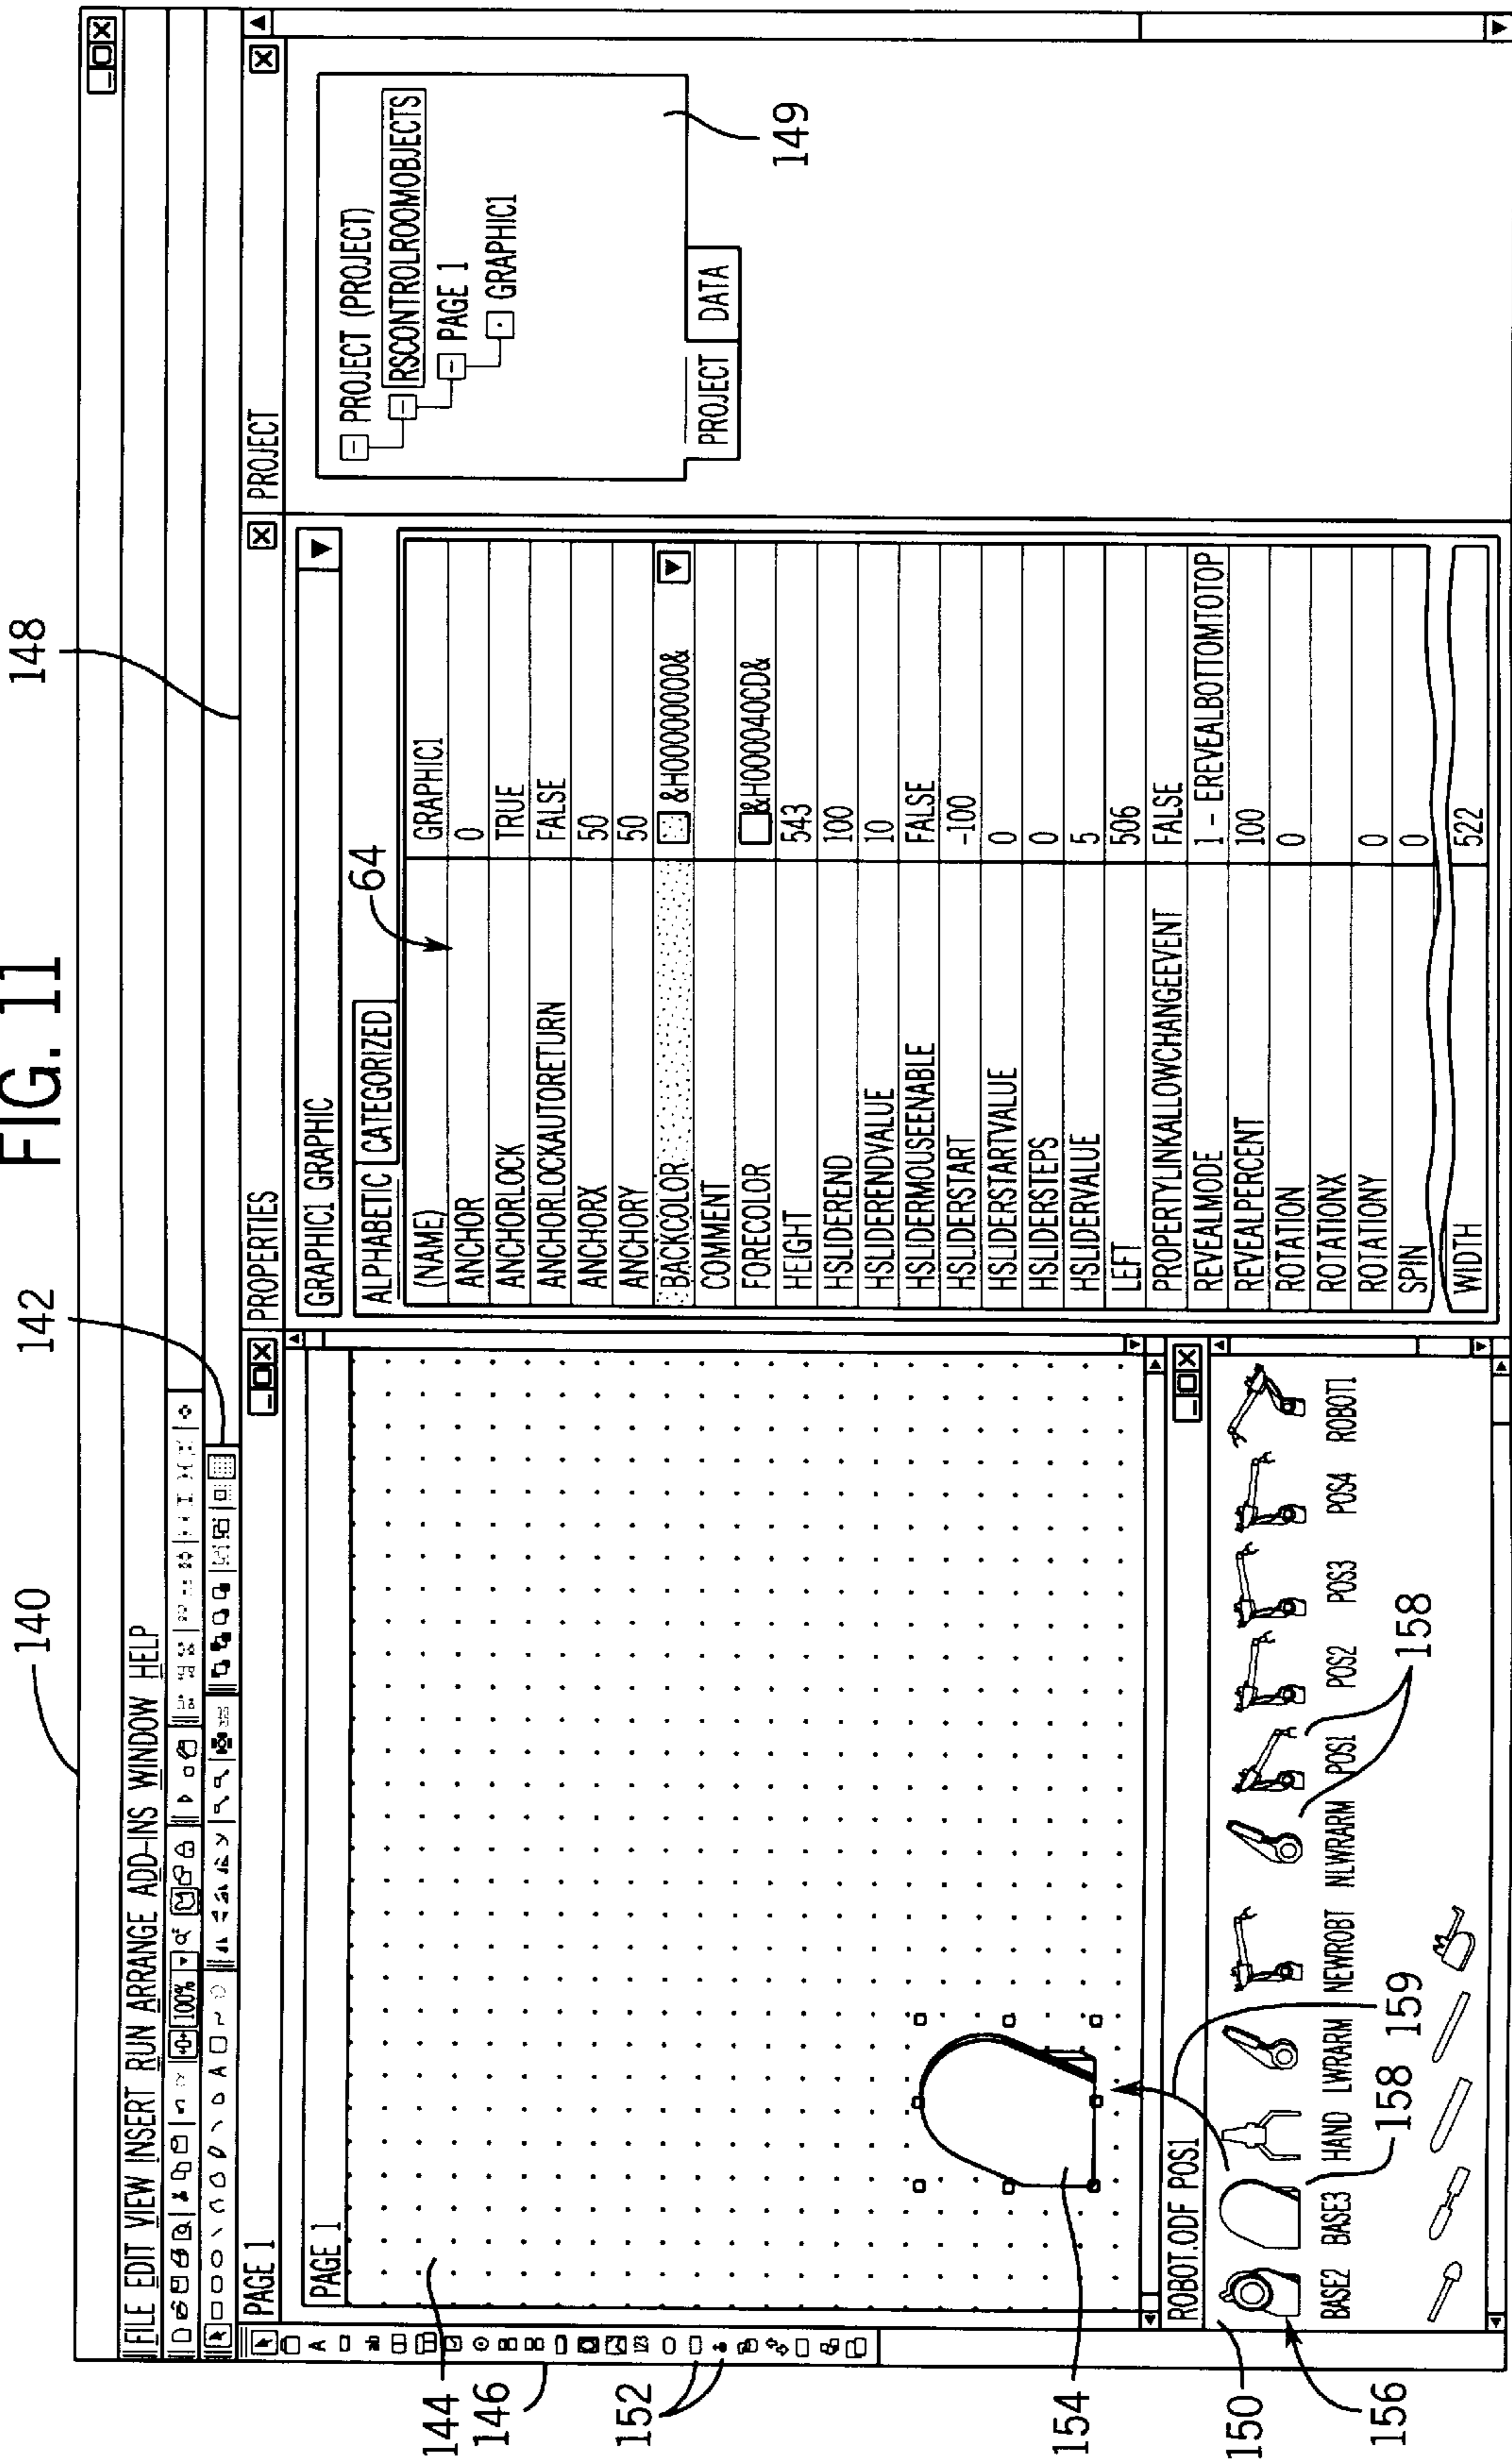 FIG. 11
140
142
148
FILE EDIT VIEW INSERT RUN ARRANGE ADD-INS WINDOW HELP
100%
A
PAGE 1
PROPERTIES
PROJECT
A
ab
123
PAGE 1
GRAPHIC1 GRAPHIC
ALPHABETIC CATEGORIZED
64
(NAME) GRAPHIC1
ANCHOR 0
ANCHORLOCK TRUE
ANCHORLOCKAUTORETURN FALSE
ANCHORX 50
ANCHORY 50
BACKCOLOR &H00000000&
COMMENT
FORECOLOR &H000040CD&
HEIGHT 543
HSLIDEREND 100
HSLIDERENDVALUE 10
HSLIDERMOUSEENABLE FALSE
HSLIDERSTART -100
HSLIDERSTARTVALUE 0
HSLIDERSTEPS 0
HSLIDERVALUE 5
LEFT 506
PROPERTYLINKALLOWCHANGEEVENT FALSE
REVEALMODE 1 - EREVEALBOTTOMTOTOP
REVEALPERCENT 100
ROTATION 0
ROTATIONX
ROTATIONY 0
SPIN 0
WIDTH 522
PROJECT (PROJECT)
RSCONTROLROOMOBJECTS
PAGE 1
GRAPHIC1
PROJECT DATA
149
144
146
152
154
ROBOT.ODF POS1
BASE2 BASE3 HAND LWRARM NEWROBT NLWRARM POS1 POS2 POS3 POS4 ROBOT1
150
156
158
159
158